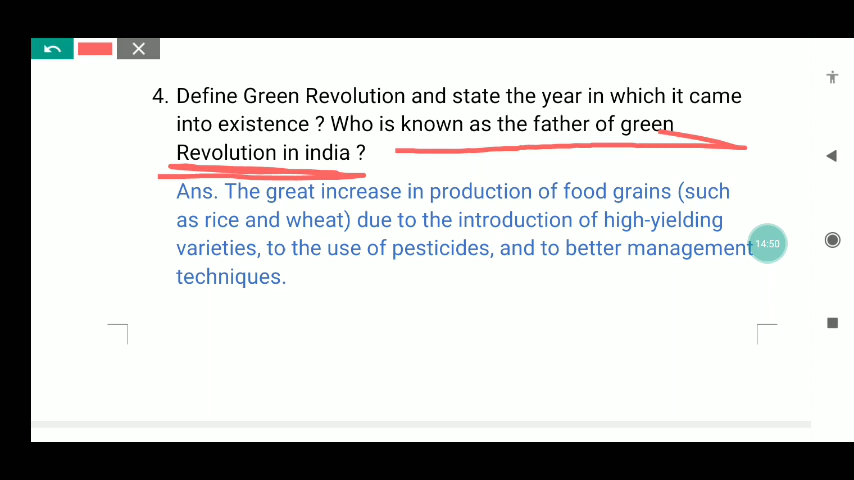 4. Define Green Revolution and state the year in which it came
into existence ? Who is known as the father of green
Revolution in india ?
Ans. The great increase in production of food grains (such
as rice and wheat) due to the introduction of high-yielding
varieties, to the use of pesticides, and to better management
14:50
techniques.